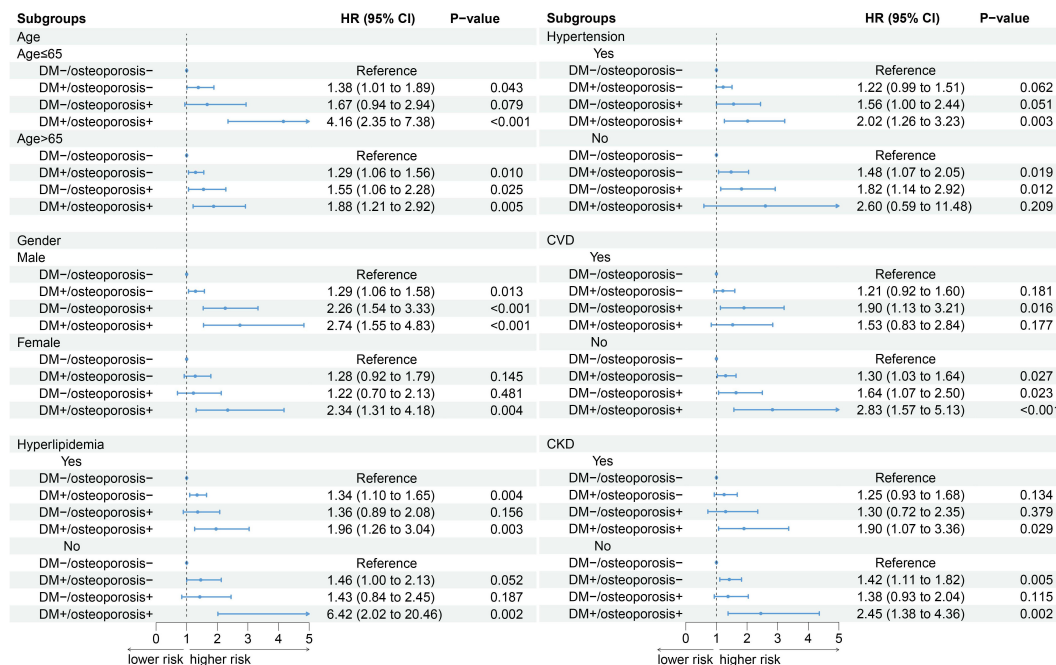 Subgroups HR (95% CI) P−value
Age
Age≤65
DM−/osteoporosis− Reference
DM+/osteoporosis− 1.38 (1.01 to 1.89) 0.043
DM−/osteoporosis+ 1.67 (0.94 to 2.94) 0.079
DM+/osteoporosis+ 4.16 (2.35 to 7.38) <0.001
Age>65
DM−/osteoporosis− Reference
DM+/osteoporosis− 1.29 (1.06 to 1.56) 0.010
DM−/osteoporosis+ 1.55 (1.06 to 2.28) 0.025
DM+/osteoporosis+ 1.88 (1.21 to 2.92) 0.005
Gender
Male
DM−/osteoporosis− Reference
DM+/osteoporosis− 1.29 (1.06 to 1.58) 0.013
DM−/osteoporosis+ 2.26 (1.54 to 3.33) <0.001
DM+/osteoporosis+ 2.74 (1.55 to 4.83) <0.001
Female
DM−/osteoporosis− Reference
DM+/osteoporosis− 1.28 (0.92 to 1.79) 0.145
DM−/osteoporosis+ 1.22 (0.70 to 2.13) 0.481
DM+/osteoporosis+ 2.34 (1.31 to 4.18) 0.004
Hyperlipidemia
Yes
DM−/osteoporosis− Reference
DM+/osteoporosis− 1.34 (1.10 to 1.65) 0.004
DM−/osteoporosis+ 1.36 (0.89 to 2.08) 0.156
DM+/osteoporosis+ 1.96 (1.26 to 3.04) 0.003
No
DM−/osteoporosis− Reference
DM+/osteoporosis− 1.46 (1.00 to 2.13) 0.052
DM−/osteoporosis+ 1.43 (0.84 to 2.45) 0.187
DM+/osteoporosis+ 6.42 (2.02 to 20.46) 0.002
0 1 2 3 4 5
lower risk higher risk
Subgroups HR (95% CI) P−value
Hypertension
Yes
DM−/osteoporosis− Reference
DM+/osteoporosis− 1.22 (0.99 to 1.51) 0.062
DM−/osteoporosis+ 1.56 (1.00 to 2.44) 0.051
DM+/osteoporosis+ 2.02 (1.26 to 3.23) 0.003
No
DM−/osteoporosis− Reference
DM+/osteoporosis− 1.48 (1.07 to 2.05) 0.019
DM−/osteoporosis+ 1.82 (1.14 to 2.92) 0.012
DM+/osteoporosis+ 2.60 (0.59 to 11.48) 0.209
CVD
Yes
DM−/osteoporosis− Reference
DM+/osteoporosis− 1.21 (0.92 to 1.60) 0.181
DM−/osteoporosis+ 1.90 (1.13 to 3.21) 0.016
DM+/osteoporosis+ 1.53 (0.83 to 2.84) 0.177
No
DM−/osteoporosis− Reference
DM+/osteoporosis− 1.30 (1.03 to 1.64) 0.027
DM−/osteoporosis+ 1.64 (1.07 to 2.50) 0.023
DM+/osteoporosis+ 2.83 (1.57 to 5.13) <0.001
CKD
Yes
DM−/osteoporosis− Reference
DM+/osteoporosis− 1.25 (0.93 to 1.68) 0.134
DM−/osteoporosis+ 1.30 (0.72 to 2.35) 0.379
DM+/osteoporosis+ 1.90 (1.07 to 3.36) 0.029
No
DM−/osteoporosis− Reference
DM+/osteoporosis− 1.42 (1.11 to 1.82) 0.005
DM−/osteoporosis+ 1.38 (0.93 to 2.04) 0.115
DM+/osteoporosis+ 2.45 (1.38 to 4.36) 0.002
0 1 2 3 4 5
lower risk higher risk